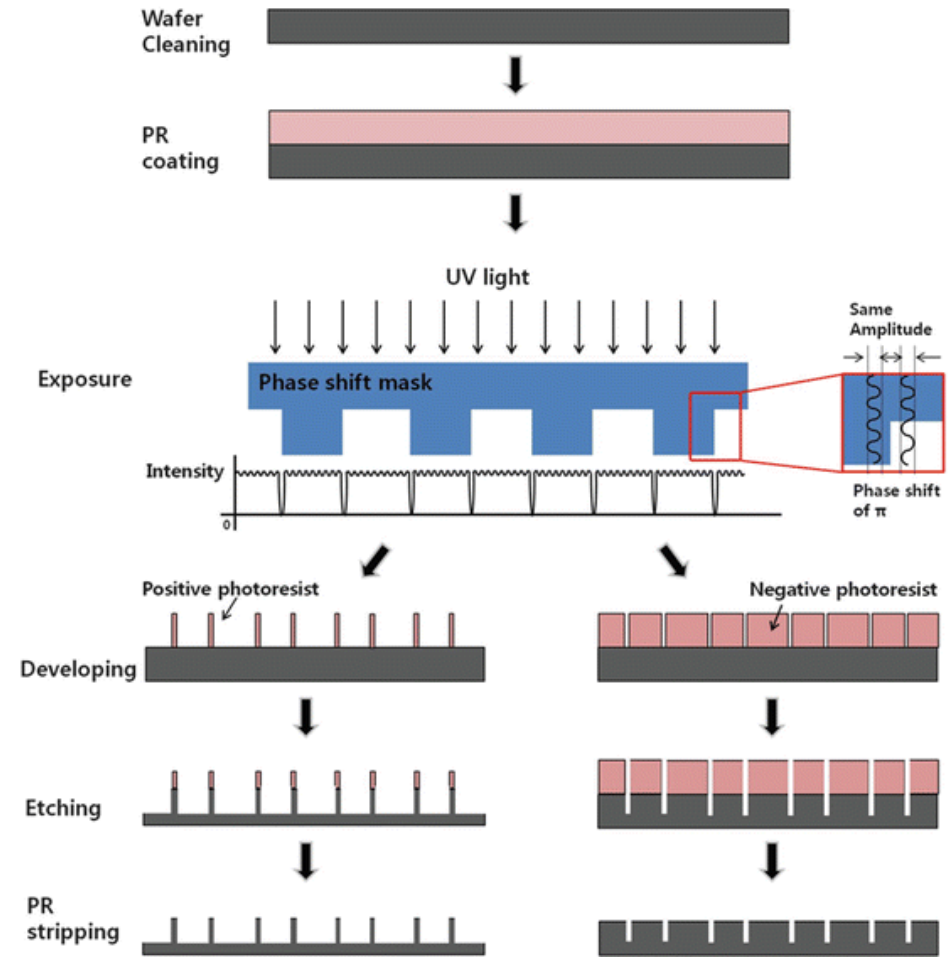 Wafer
Cleaning
PR
coating
UV light
Same
Amplitude
Exposure
Phase shift mask
Intensity
0
Phase shift
of π
Positive photoresist
Negative photoresist
Developing
Etching
PR
stripping